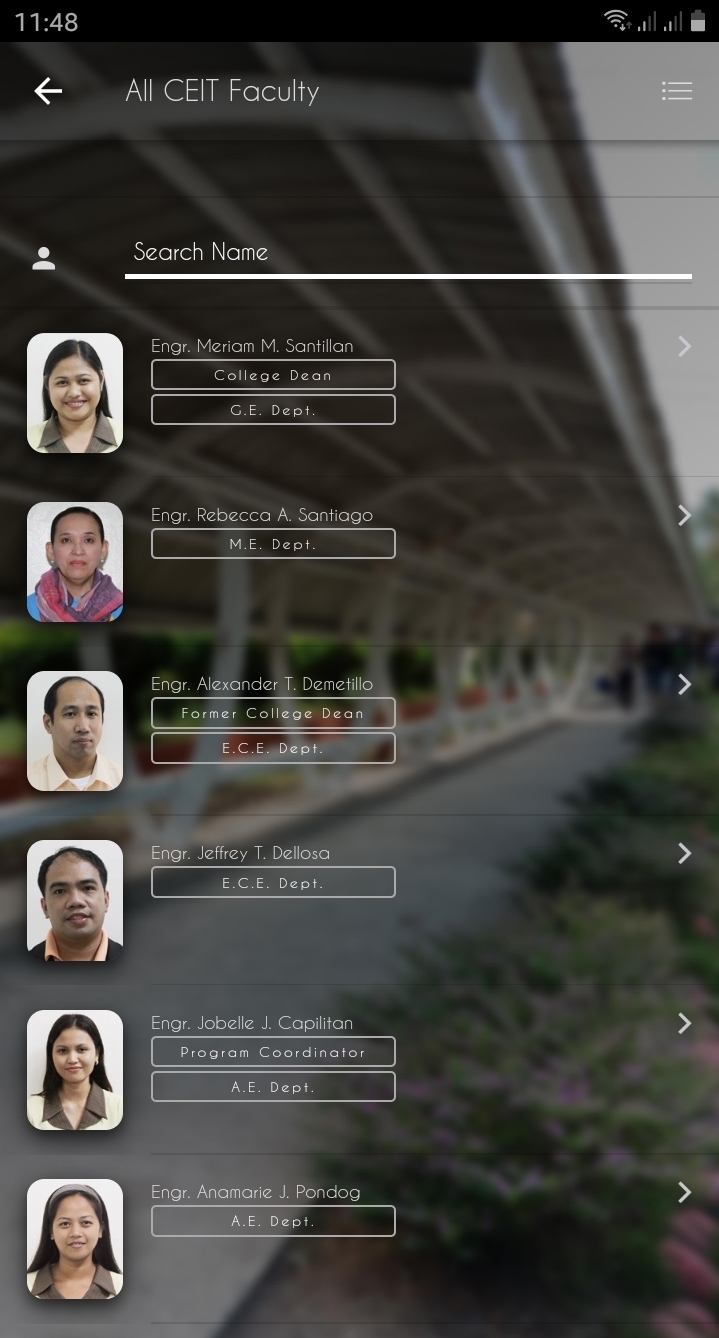 11:48
All CEIT Faculty
Search Name
Engr. Meriam M. Santillan
College Dean
G.E. Dept.
Engr. Rebecca A. Santiago
M.E. Dept.
Engr. Alexander T. Demetillo
Former College Dean
E.C.E. Dept.
Engr. Jeffrey T. Dellosa
E.C.E. Dept.
Engr. Jobelle J. Capilitan
Program Coordinator
A.E. Dept.
Engr. Anamarie J. Pondog
A.E. Dept.